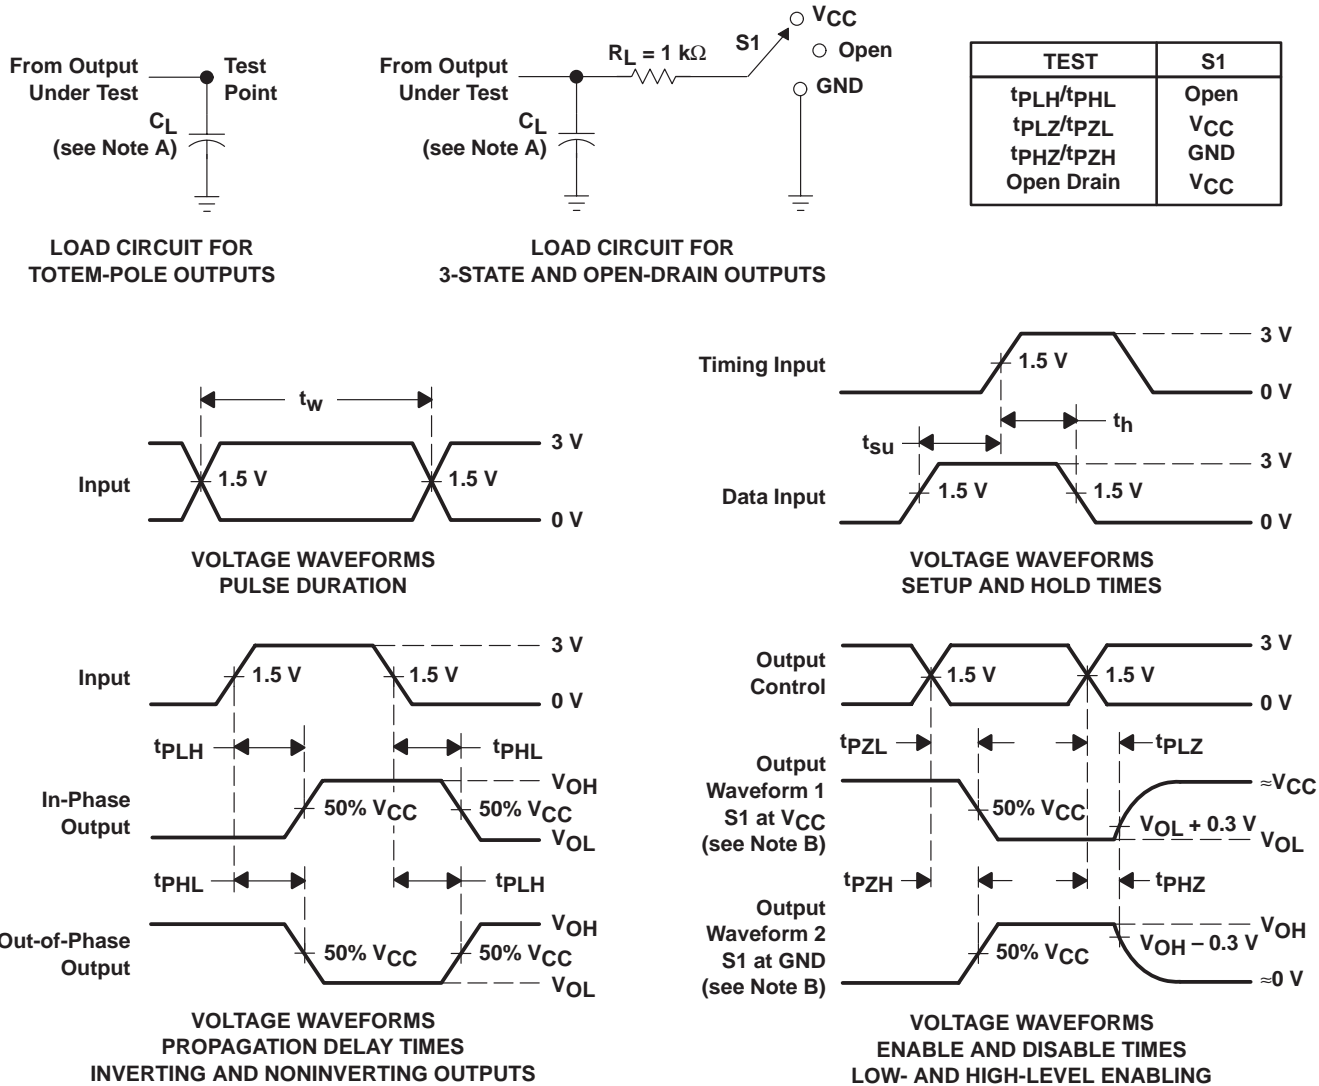 From Output
Under Test
Test
Point
CL
(see Note A)
LOAD CIRCUIT FOR
TOTEM-POLE OUTPUTS
From Output
Under Test
CL
(see Note A)
RL = 1 kΩ
S1
VCC
Open
GND
LOAD CIRCUIT FOR
3-STATE AND OPEN-DRAIN OUTPUTS
TEST S1
tPLH/tPHL Open
tPLZ/tPZL VCC
tPHZ/tPZH GND
Open Drain VCC
tw
Input
1.5 V
1.5 V
3 V
0 V
VOLTAGE WAVEFORMS
PULSE DURATION
Timing Input
1.5 V
3 V
0 V
th
tsu
Data Input
1.5 V
1.5 V
3 V
0 V
VOLTAGE WAVEFORMS
SETUP AND HOLD TIMES
Input
1.5 V
1.5 V
3 V
0 V
tPLH
tPHL
In-Phase
Output
50% VCC
50% VCC
VOH
VOL
tPHL
tPLH
Out-of-Phase
Output
50% VCC
50% VCC
VOH
VOL
VOLTAGE WAVEFORMS
PROPAGATION DELAY TIMES
INVERTING AND NONINVERTING OUTPUTS
Output
Control
1.5 V
1.5 V
3 V
0 V
tPZL
tPLZ
Output
Waveform 1
S1 at VCC
(see Note B)
50% VCC
VOL + 0.3 V
≈VCC
VOL
tPZH
tPHZ
Output
Waveform 2
S1 at GND
(see Note B)
50% VCC
VOH − 0.3 V
VOH
≈0 V
VOLTAGE WAVEFORMS
ENABLE AND DISABLE TIMES
LOW- AND HIGH-LEVEL ENABLING